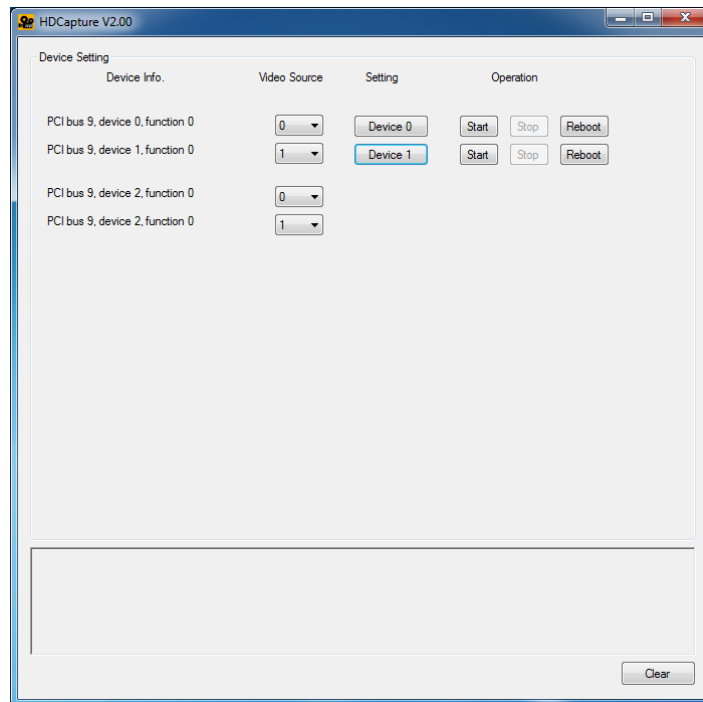 HDCapture V2.00
Device Setting
Device Info. Video Source Setting Operation
PCI bus 9, device 0, function 0 0 Device 0 Start Stop Reboot
PCI bus 9, device 1, function 0 1 Device 1 Start Stop Reboot
PCI bus 9, device 2, function 0 0
PCI bus 9, device 2, function 0 1
Clear